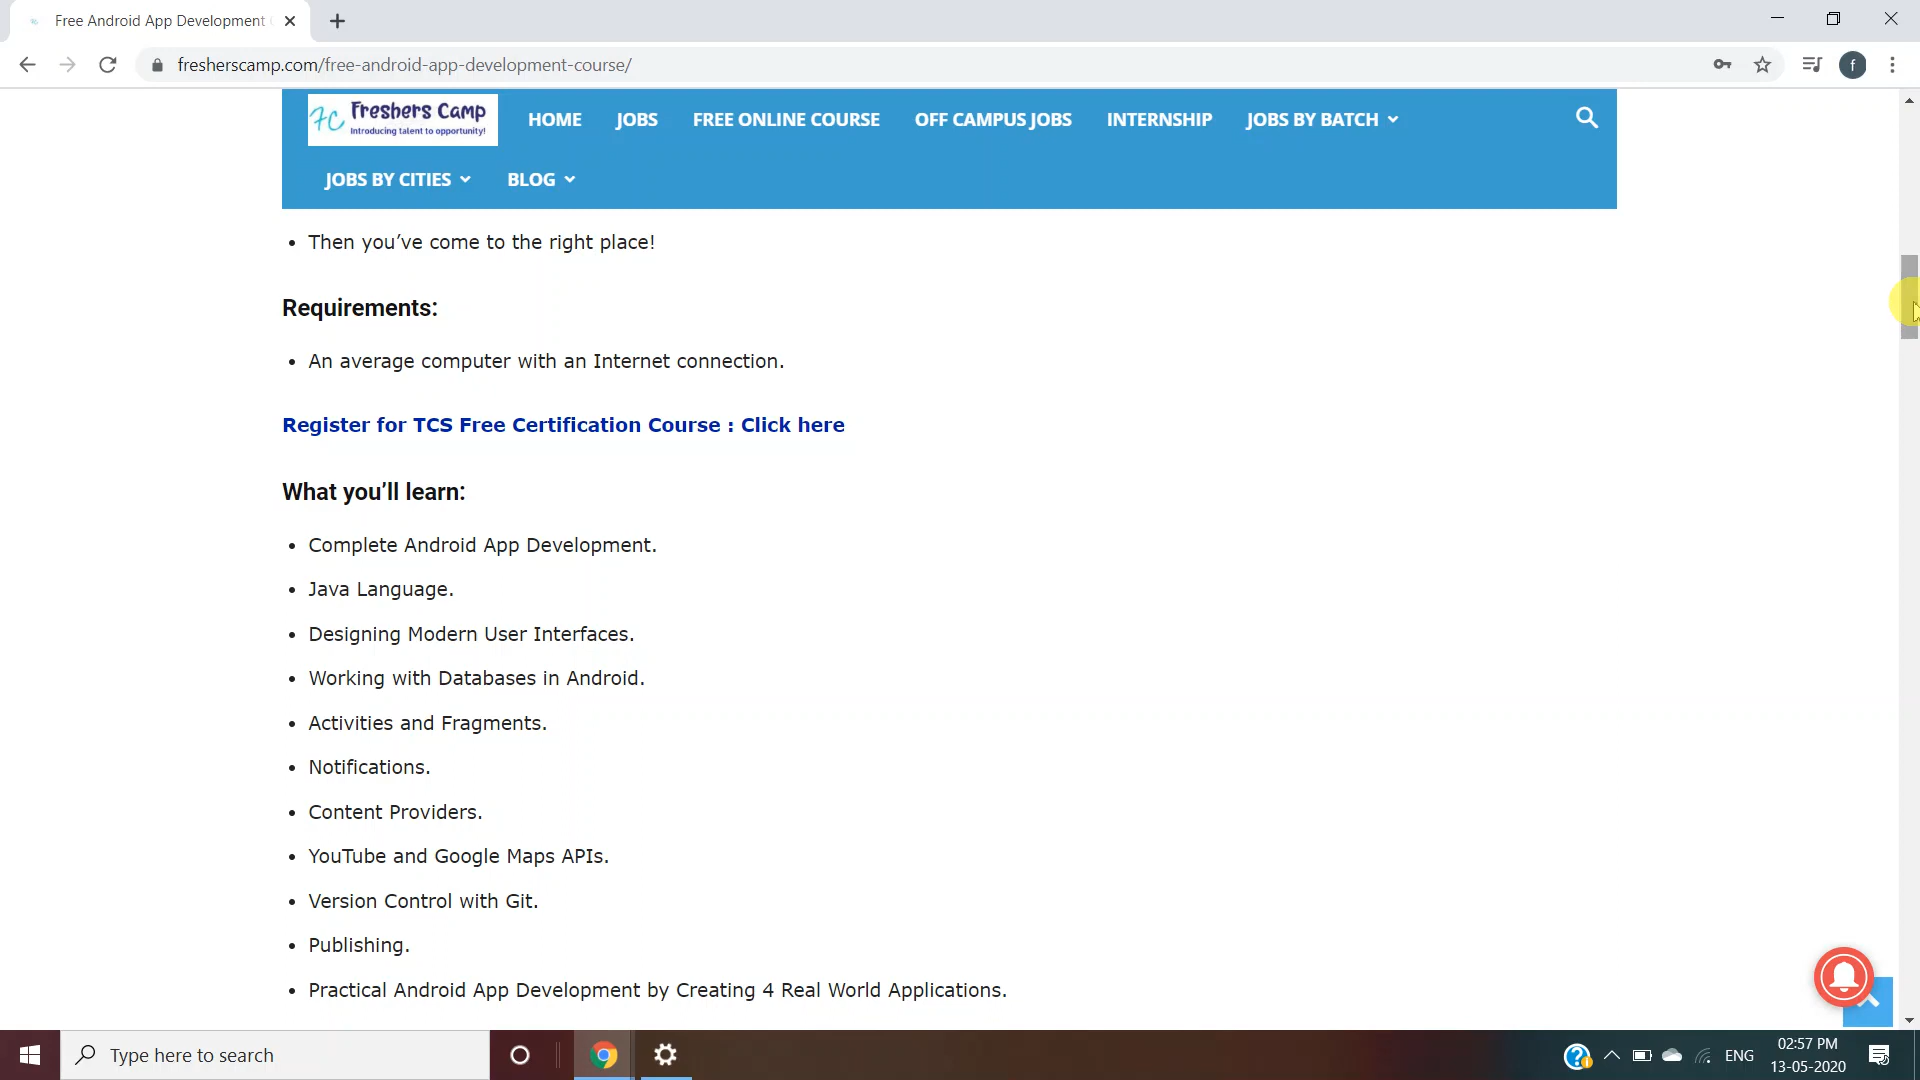 Free Android App Development
fresherscamp.com/free-android-app-development-course/
f
FC Freshers Camp
Introducing talent to opportunity!
HOME JOBS FREE ONLINE COURSE OFF CAMPUS JOBS INTERNSHIP JOBS BY BATCH
JOBS BY CITIES BLOG
• Then you’ve come to the right place!
Requirements:
• An average computer with an Internet connection.
Register for TCS Free Certification Course : Click here
What you’ll learn:
• Complete Android App Development.
• Java Language.
• Designing Modern User Interfaces.
• Working with Databases in Android.
• Activities and Fragments.
• Notifications.
• Content Providers.
• YouTube and Google Maps APIs.
• Version Control with Git.
• Publishing.
• Practical Android App Development by Creating 4 Real World Applications.
Type here to search
ENG
02:57 PM
13-05-2020